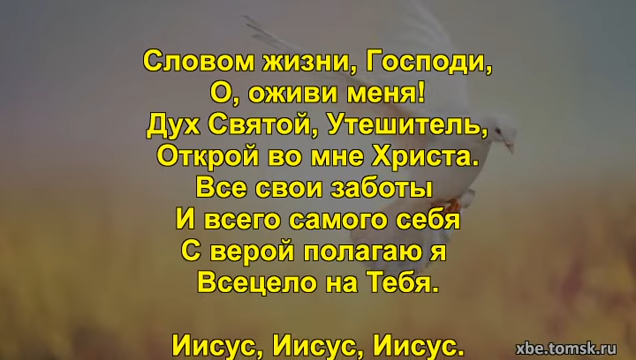 Словом жизни, Господи,
О, оживи меня!
Дух Святой, Утешитель,
Открой во мне Христа.
Все свои заботы
И всего самого себя
С верой полагаю я
Всецело на Тебя.
Иисус, Иисус, Иисус.
xbe.tomsk.ru